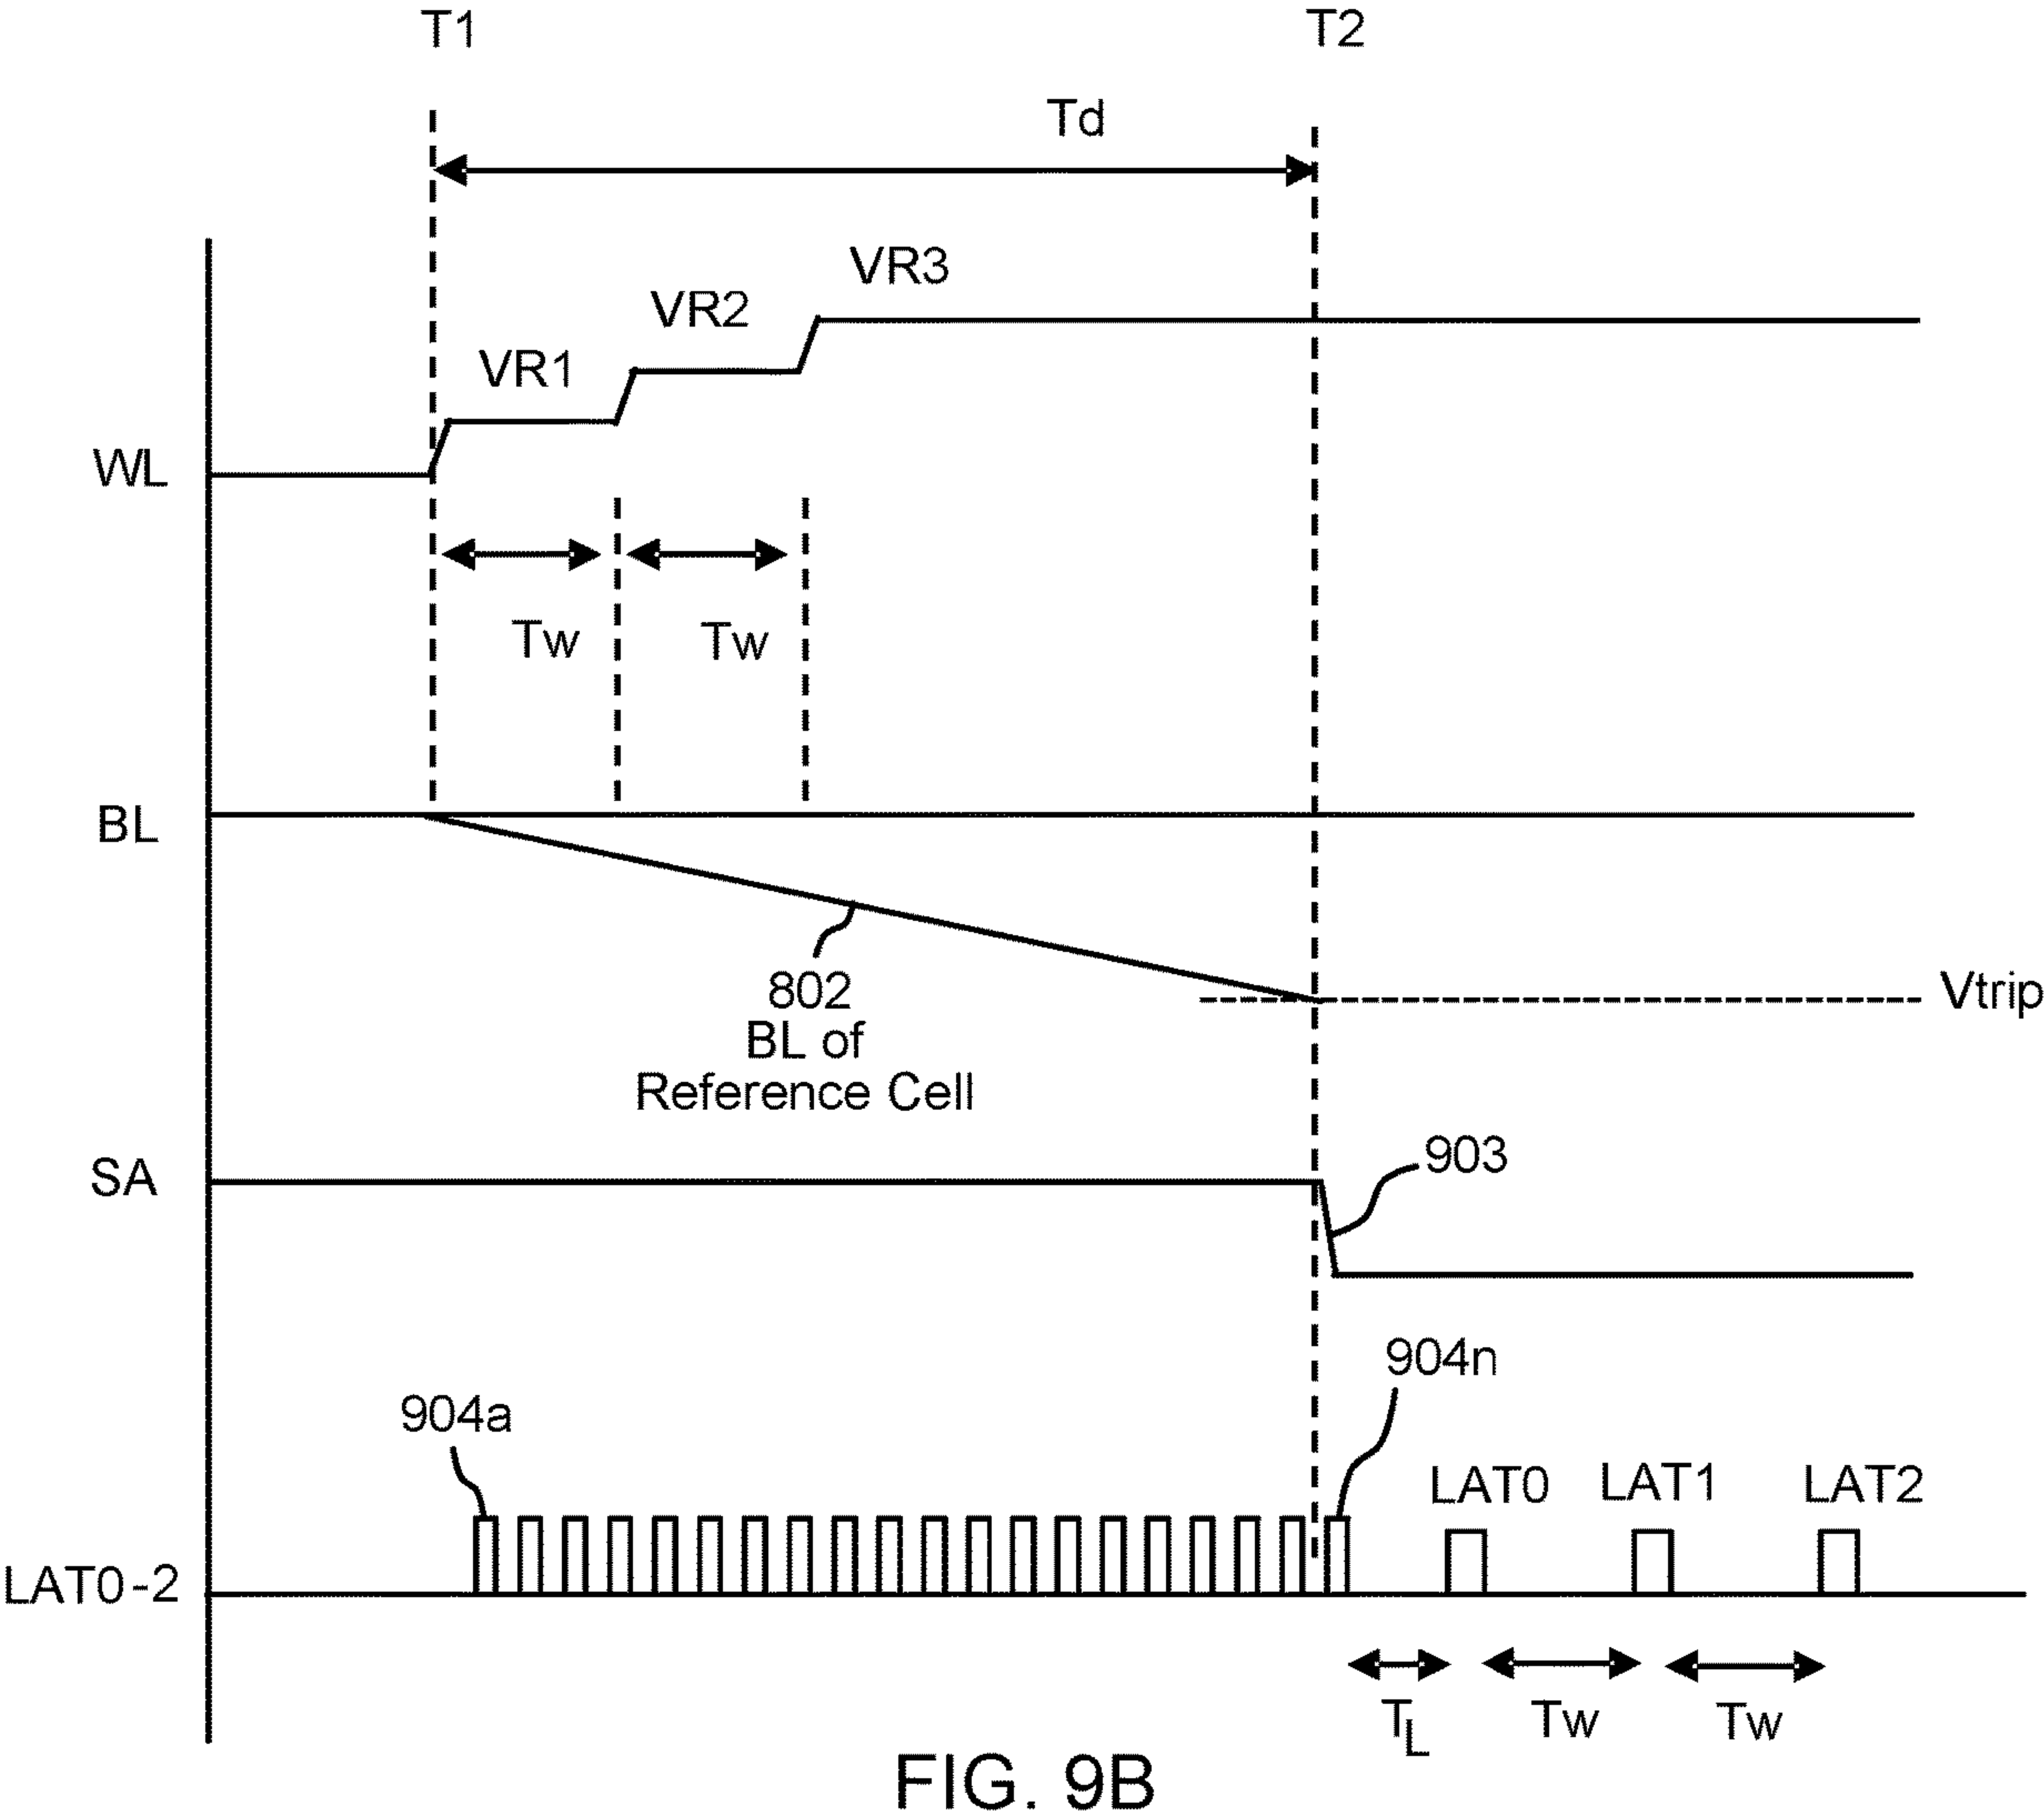 T1
T2
Td
VR3
VR2
VR1
WL
Tw
Tw
BL
802
BL of
Reference Cell
Vtrip
SA
903
904n
904a
LAT0
LAT1
LAT2
LAT0-2
TL
Tw
Tw
FIG. 9B